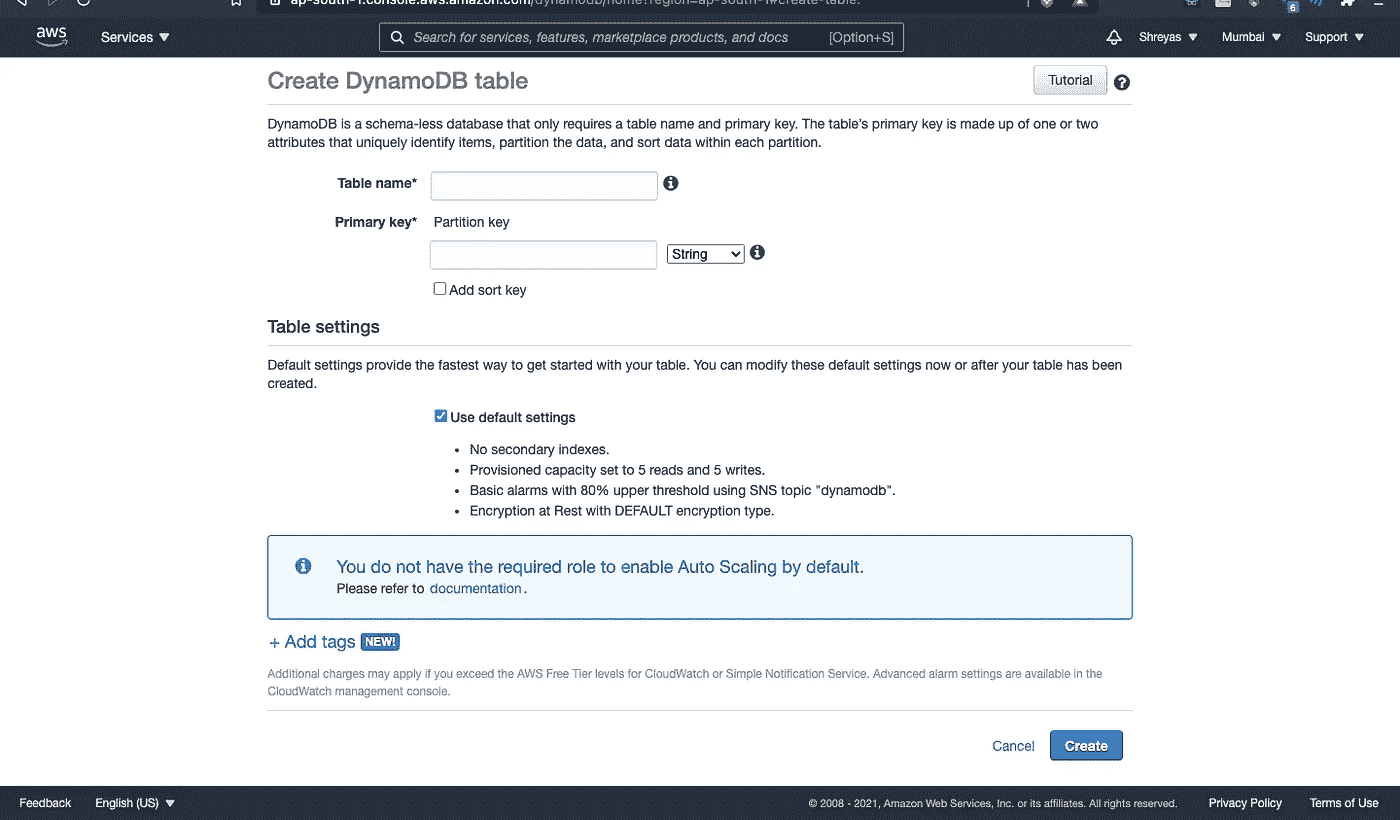 ap-south-1.console.aws.amazon.com/dynamodb/home?region=ap-south-1#create-table:
6
aws Services Search for services, features, marketplace products, and docs [Option+S] Shreyas Mumbai Support
Create DynamoDB table Tutorial
DynamoDB is a schema-less database that only requires a table name and primary key. The table's primary key is made up of one or two
attributes that uniquely identify items, partition the data, and sort data within each partition.
Table name*
Primary key* Partition key
String
Add sort key
Table settings
Default settings provide the fastest way to get started with your table. You can modify these default settings now or after your table has been
created.
Use default settings
• No secondary indexes.
• Provisioned capacity set to 5 reads and 5 writes.
• Basic alarms with 80% upper threshold using SNS topic "dynamodb".
• Encryption at Rest with DEFAULT encryption type.
You do not have the required role to enable Auto Scaling by default.
Please refer to documentation.
+ Add tags NEW!
Additional charges may apply if you exceed the AWS Free Tier levels for CloudWatch or Simple Notification Service. Advanced alarm settings are available in the
CloudWatch management console.
Cancel Create
Feedback English (US) © 2008 - 2021, Amazon Web Services, Inc. or its affiliates. All rights reserved. Privacy Policy Terms of Use